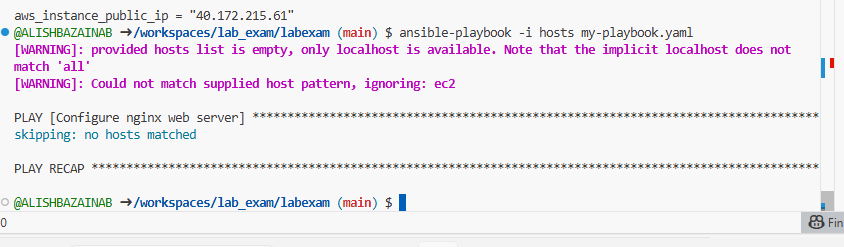 aws_instance_public_ip = "40.172.215.61"
@ALISHBAZAINAB ➜/workspaces/lab_exam/labexam (main) $ ansible-playbook -i hosts my-playbook.yaml
[WARNING]: provided hosts list is empty, only localhost is available. Note that the implicit localhost does not
match 'all'
[WARNING]: Could not match supplied host pattern, ignoring: ec2
PLAY [Configure nginx web server] *********************************************************************************
skipping: no hosts matched
PLAY RECAP ********************************************************************************************************
@ALISHBAZAINAB ➜/workspaces/lab_exam/labexam (main) $
0
Fin